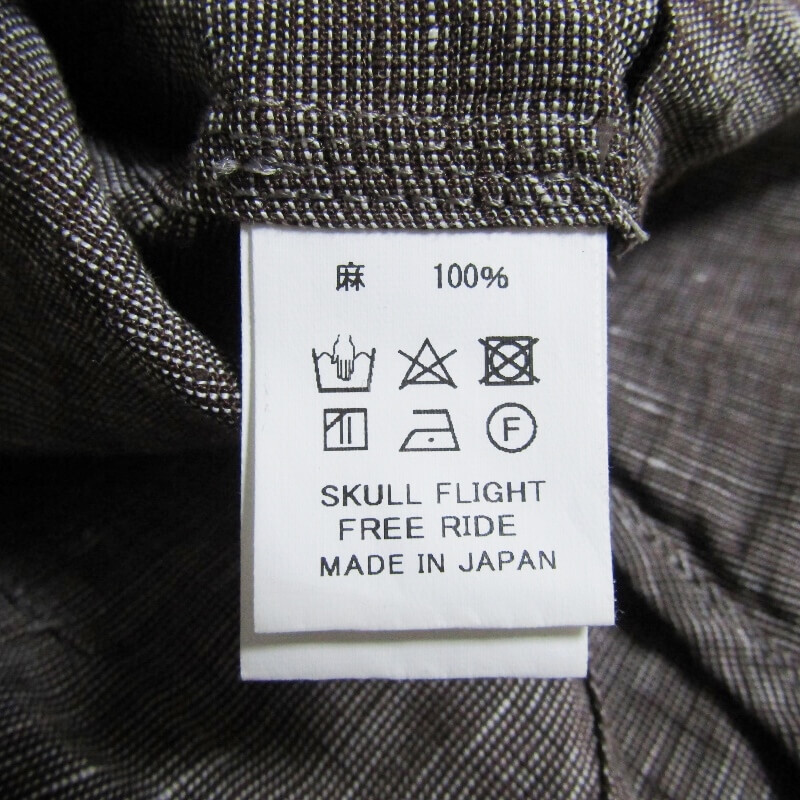 麻 100%
F
SKULL FLIGHT
FREE RIDE
MADE IN JAPAN